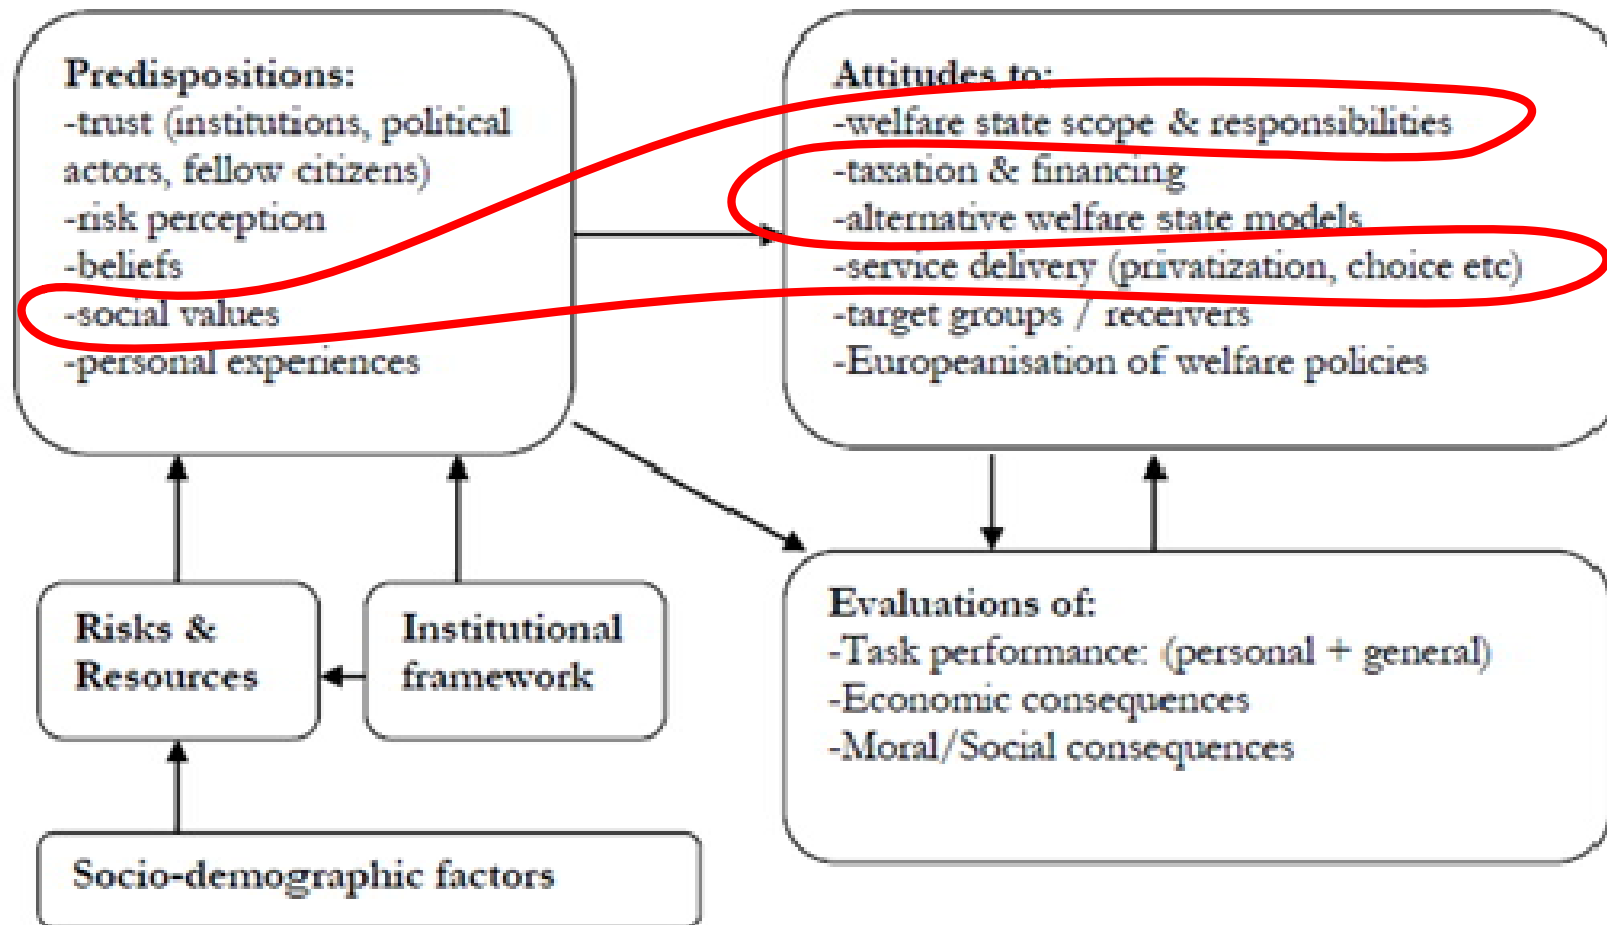 Predispositions:
-trust (institutions, political
actors, fellow citizens)
-risk perception
-beliefs
-social values
-personal experiences
Attitudes to:
-welfare state scope & responsibilities
-taxation & financing
-alternative welfare state models
-service delivery (privatization, choice etc)
-target groups / receivers
-Europeanisation of welfare policies
Risks &
Resources
Institutional
framework
Evaluations of:
-Task performance: (personal + general)
-Economic consequences
-Moral/Social consequences
Socio-demographic factors